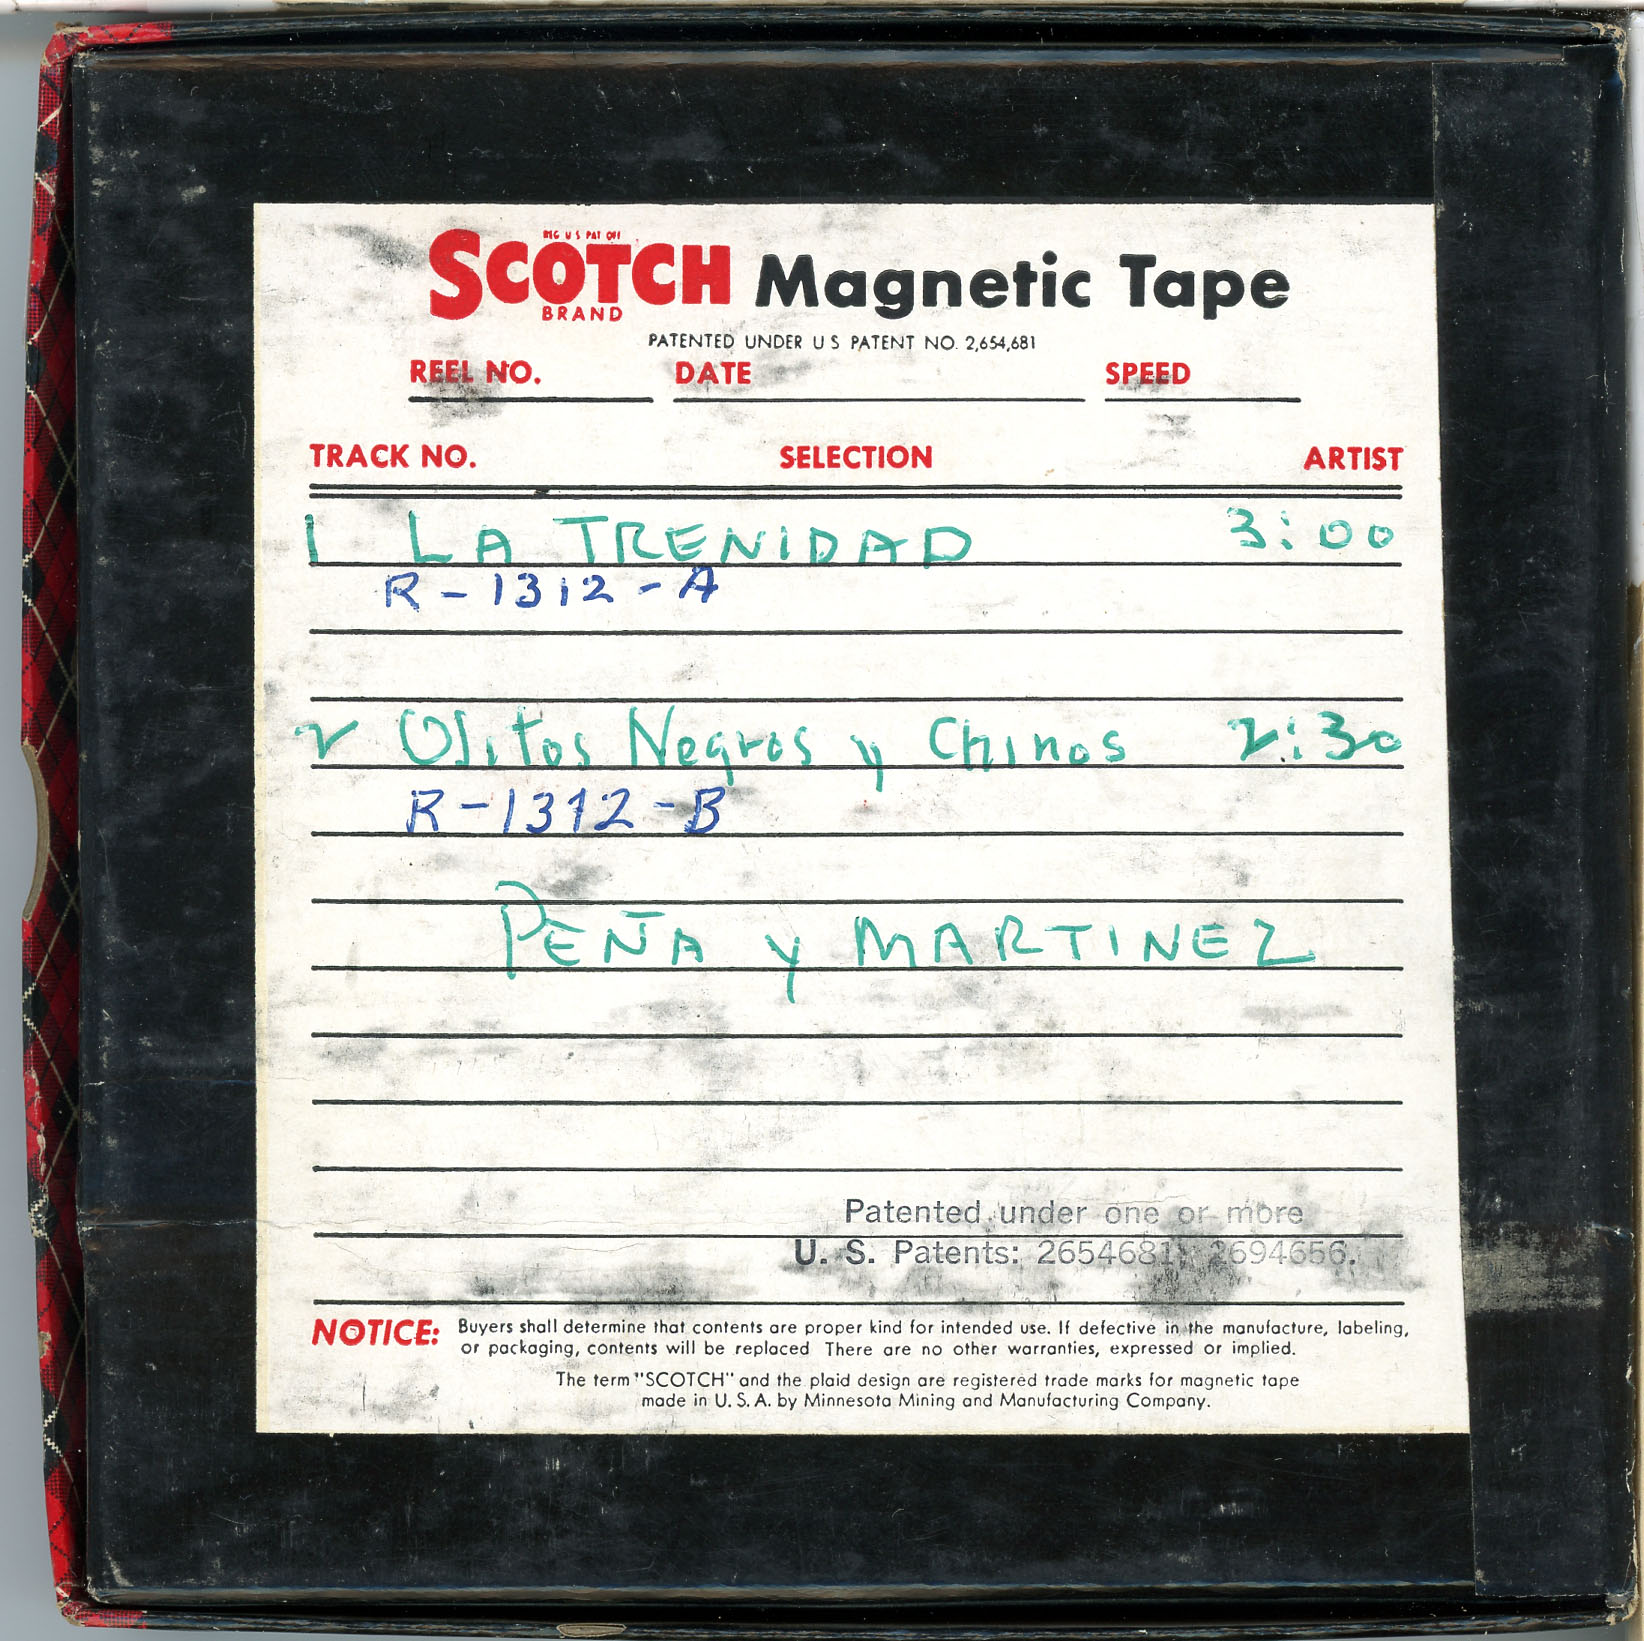 REG U S PAT OFF
SCOTCH Magnetic Tape
BRAND
PATENTED UNDER U S PATENT NO. 2,654,681
REEL NO. DATE SPEED
TRACK NO. SELECTION ARTIST
1 LA TRENIDAD 3:00
R-1312-A
2 Ojitos Negros y Chinos 2:30
R-1312-B
PEÑA y MARTINEZ
Patented under one or more
U. S. Patents: 2654681; 2694656.
NOTICE: Buyers shall determine that contents are proper kind for intended use. If defective in the manufacture, labeling,
or packaging, contents will be replaced There are no other warranties, expressed or implied.
The term "SCOTCH" and the plaid design are registered trade marks for magnetic tape
made in U. S. A. by Minnesota Mining and Manufacturing Company.